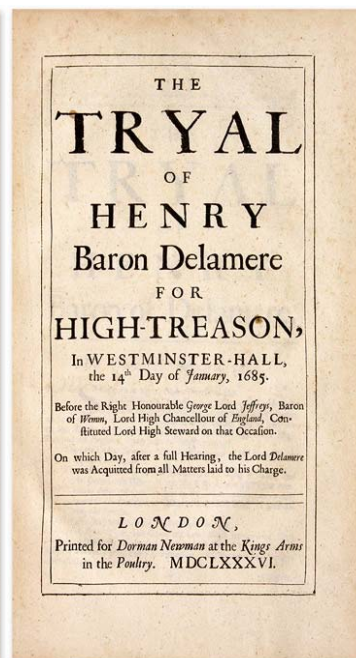 THE
TRYAL
OF
HENRY
Baron Delamere
FOR
HIGH-TREASON,
In WESTMINSTER-HALL,
the 14th Day of January, 1685.
Before the Right Honourable George Lord Jeffreys, Baron
of Wemm, Lord High Chancellour of England, Con-
stituted Lord High Steward on that Occasion.
On which Day, after a full Hearing, the Lord Delamere
was Acquitted from all Matters laid to his Charge.
LONDON,
Printed for Dorman Newman at the Kings Arms
in the Poultry. MDCLXXXVI.